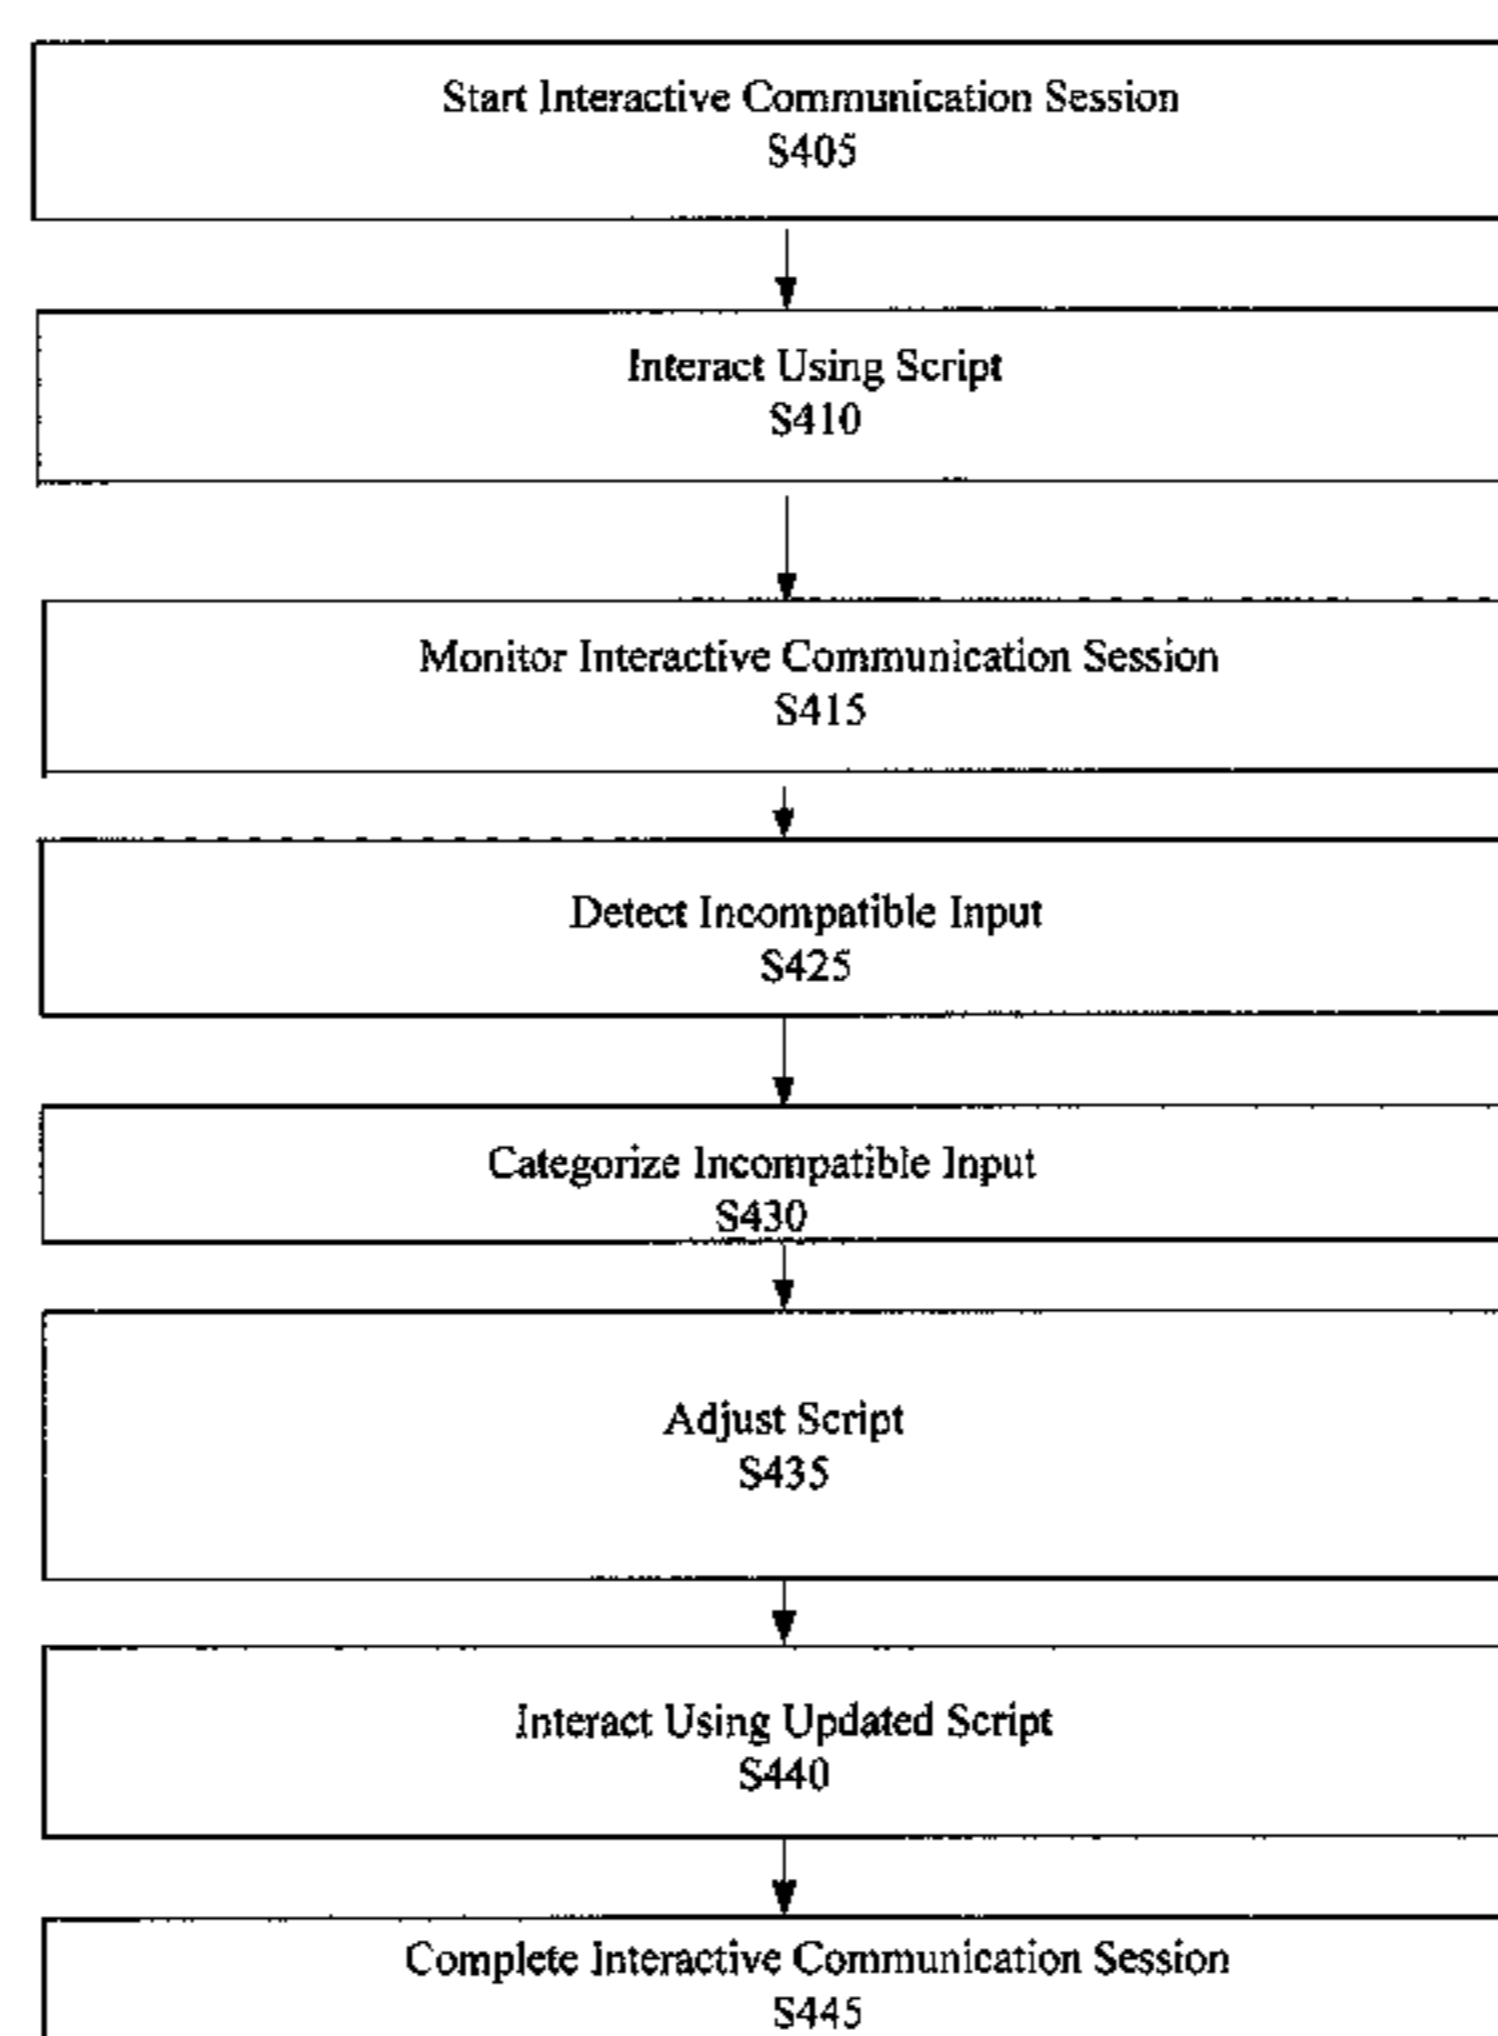 Start Interactive Communication Session
S405
Interact Using Script
S410
Monitor Interactive Communication Session
S415
Detect Incompatible Input
S425
Categorize Incompatible Input
S430
Adjust Script
S435
Interact Using Updated Script
S440
Complete Interactive Communication Session
S445